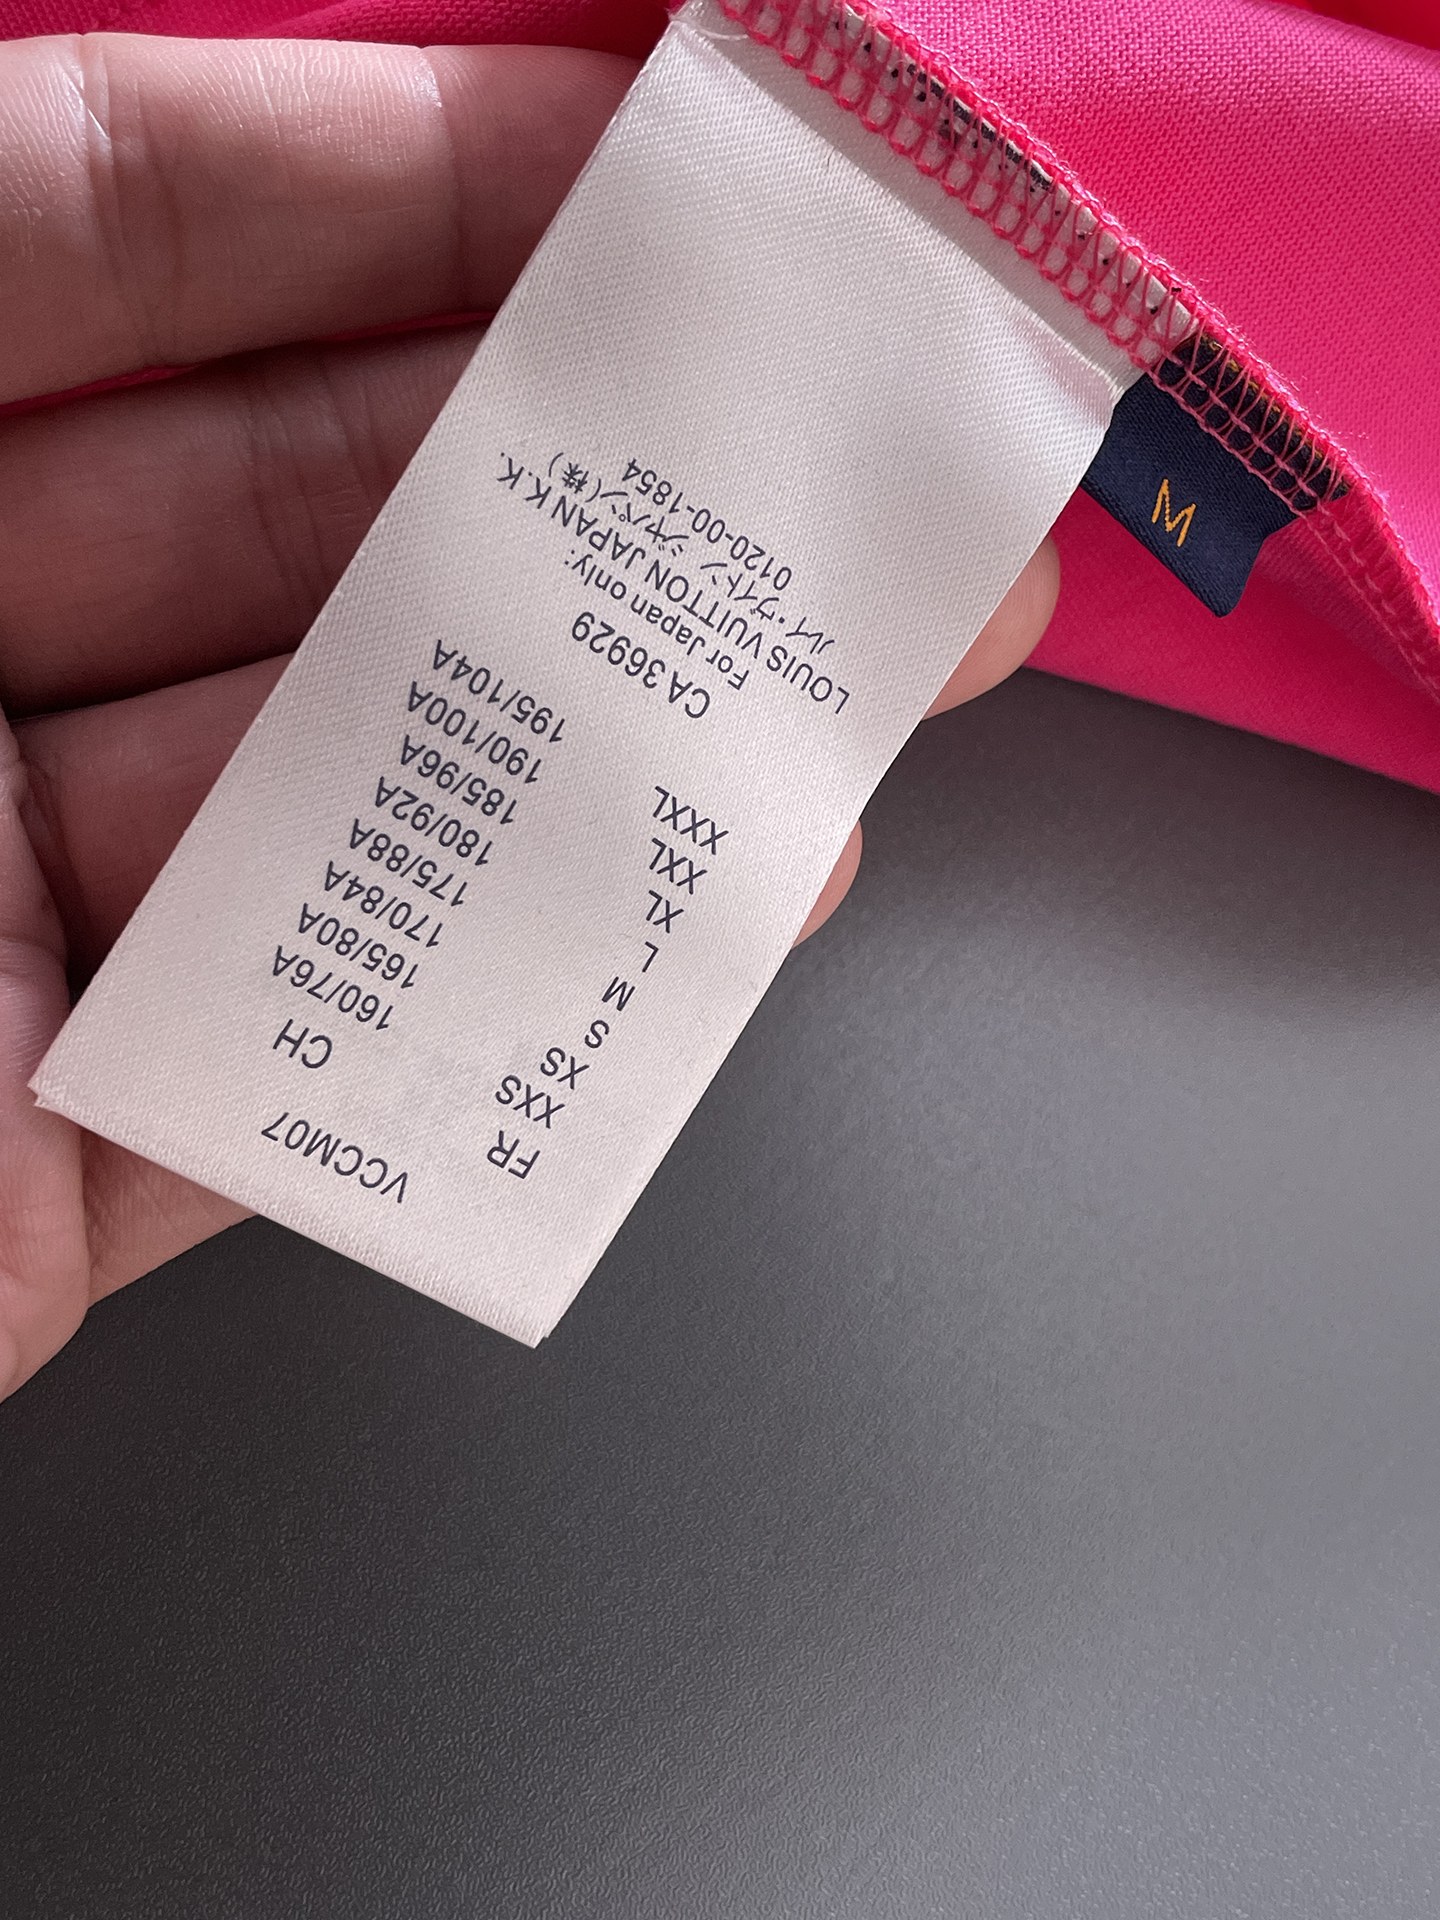 VCCM07
FR CH
XXS 160/76A
XS 165/80A
S 170/84A
M 175/88A
L 180/92A
XL 185/96A
XXL 190/100A
XXXL 195/104A
CA 36929
For Japan only:
LOUIS VUITTON JAPAN K.K.
ルイ・ヴィトン ジャパン(株)
0120-00-1854
M